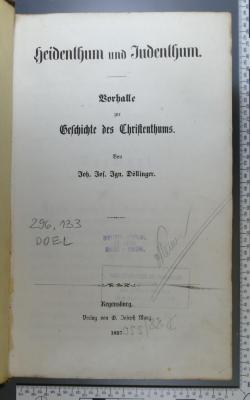 Heidenthum und Judenthum.
Vorhalle
zur
Geschichte des Christenthums.
Von
Joh. Jos. Ign. Döllinger.
296,133
DOEL
Regensburg.
Verlag von G. Joseph Manz.
1857.